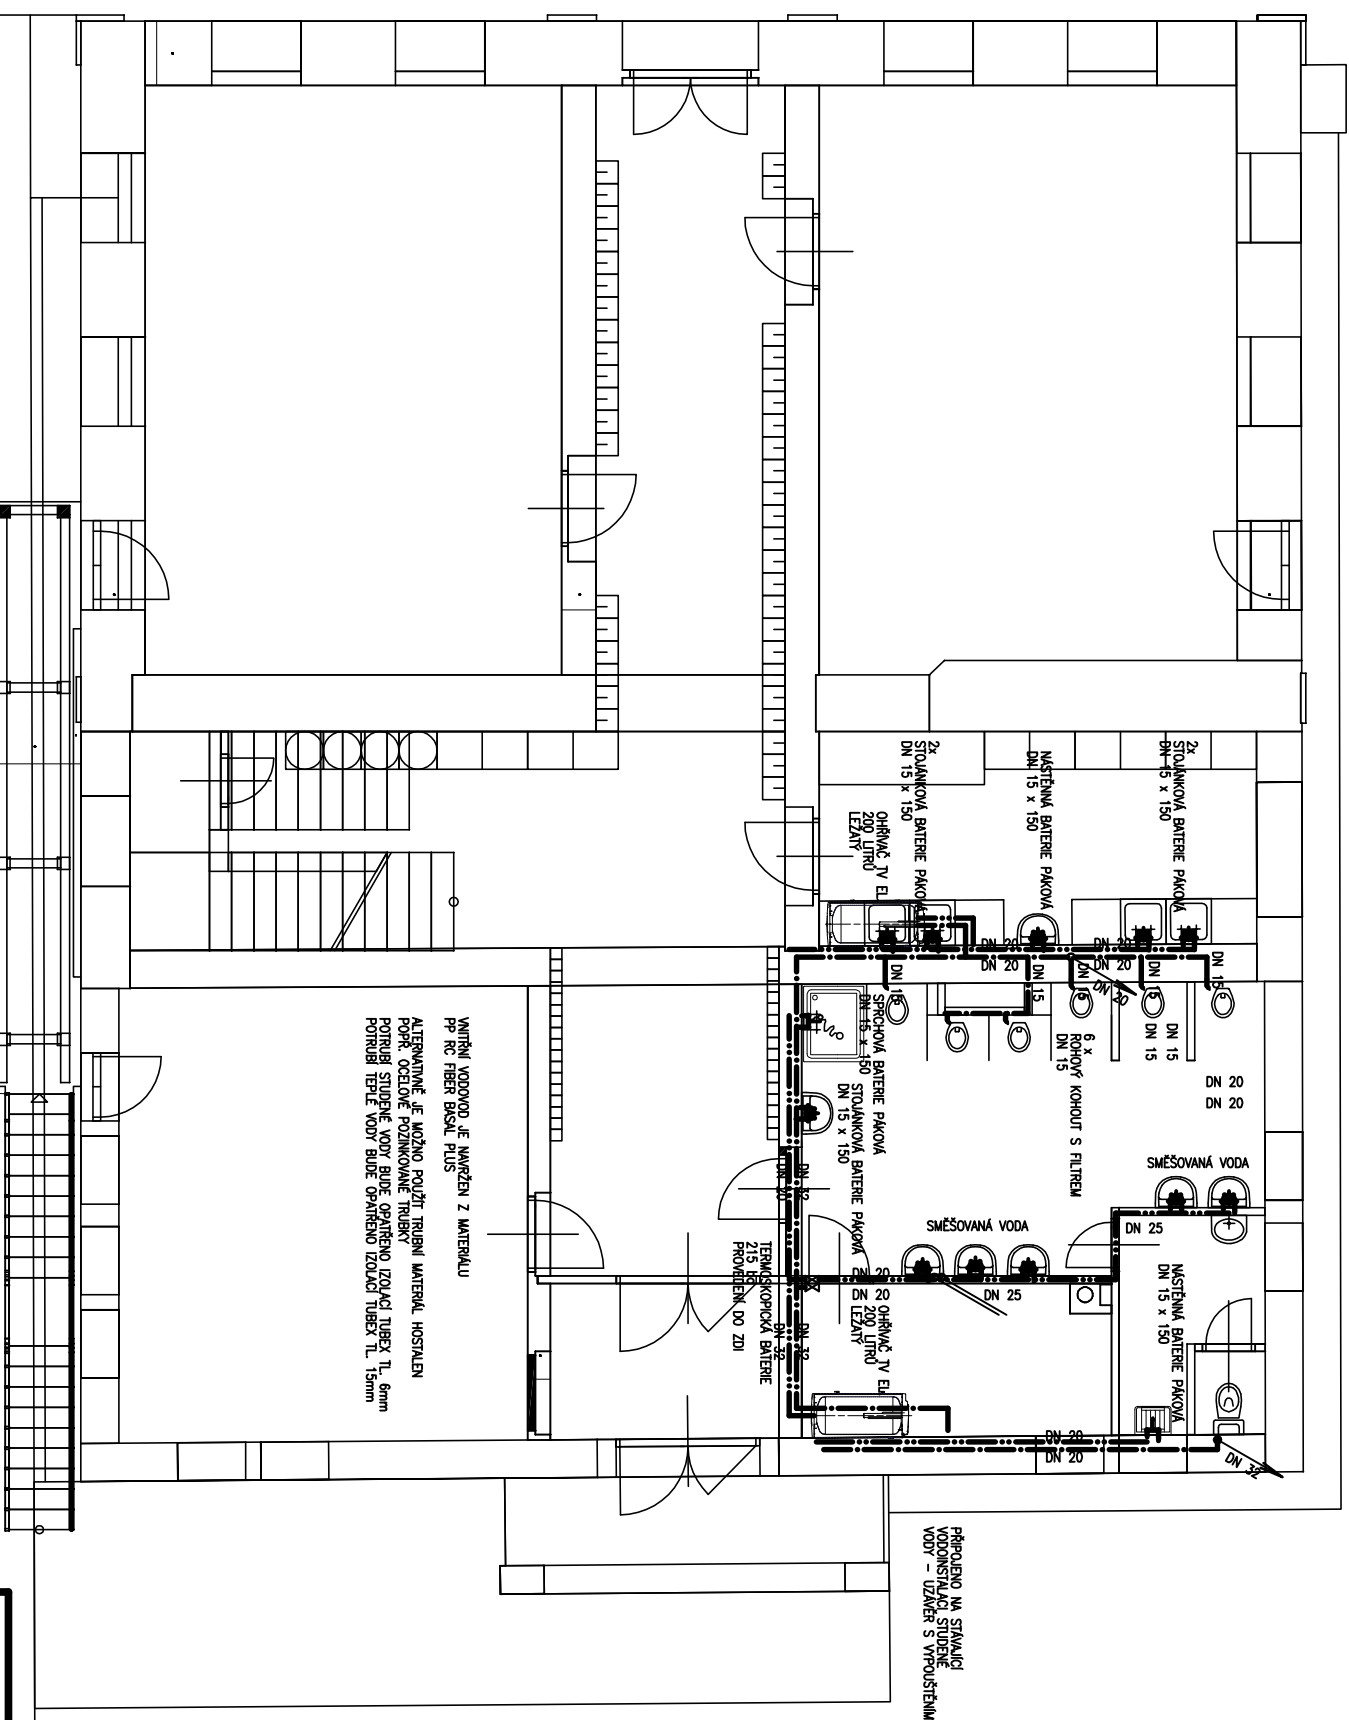 2x
STOJÁNKOVÁ BATERIE PÁKOVÁ
DN 15 x 150
NÁSTĚNNÁ BATERIE PÁKOVÁ
DN 15 x 150
2x
STOJÁNKOVÁ BATERIE PÁKOVÁ
DN 15 x 150
OHŘÍVAČ TV EL.
200 LITRŮ
LEŽATÝ
DN 20
DN 20
DN 20
DN 20
DN 15
DN 15
DN 15
DN 15
DN 15
DN 20
SPRCHOVÁ BATERIE PÁKOVÁ
DN 15 x 150
6 x
ROHOVÝ KOHOUT S FILTREM
DN 15
DN 15
DN 15
DN 20
DN 20
STOJÁNKOVÁ BATERIE PÁKOVÁ
DN 15 x 150
SMĚŠOVANÁ VODA
SMĚŠOVANÁ VODA
DN 32
DN 20
DN 25
DN 25
DN 20
DN 20
TERMOSKOPICKÁ BATERIE
PROVEDENÍ DO ZDI
DN 32
DN 32
OHŘÍVAČ TV EL.
200 LITRŮ
LEŽATÝ
NÁSTĚNNÁ BATERIE PÁKOVÁ
DN 15 x 150
DN 20
DN 20
DN 32
VNITŘNÍ VODOVOD JE NAVRŽEN Z MATERIÁLU
PP RC FIBER BASAL PLUS
ALTERNATIVNĚ JE MOŽNO POUŽÍT TRUBNÍ MATERIÁL HOSTALEN
POPŘ. OCELOVÉ POZINKOVANÉ TRUBKY
POTRUBÍ STUDENÉ VODY BUDE OPATŘENO IZOLACÍ TUBEX TL. 6mm
POTRUBÍ TEPLÉ VODY BUDE OPATŘENO IZOLACÍ TUBEX TL. 15mm
PŘIPOJENO NA STÁVAJÍCÍ
VODOINSTALACI STUDENÉ
VODY - UZÁVĚR S VYPOUŠTĚNÍM